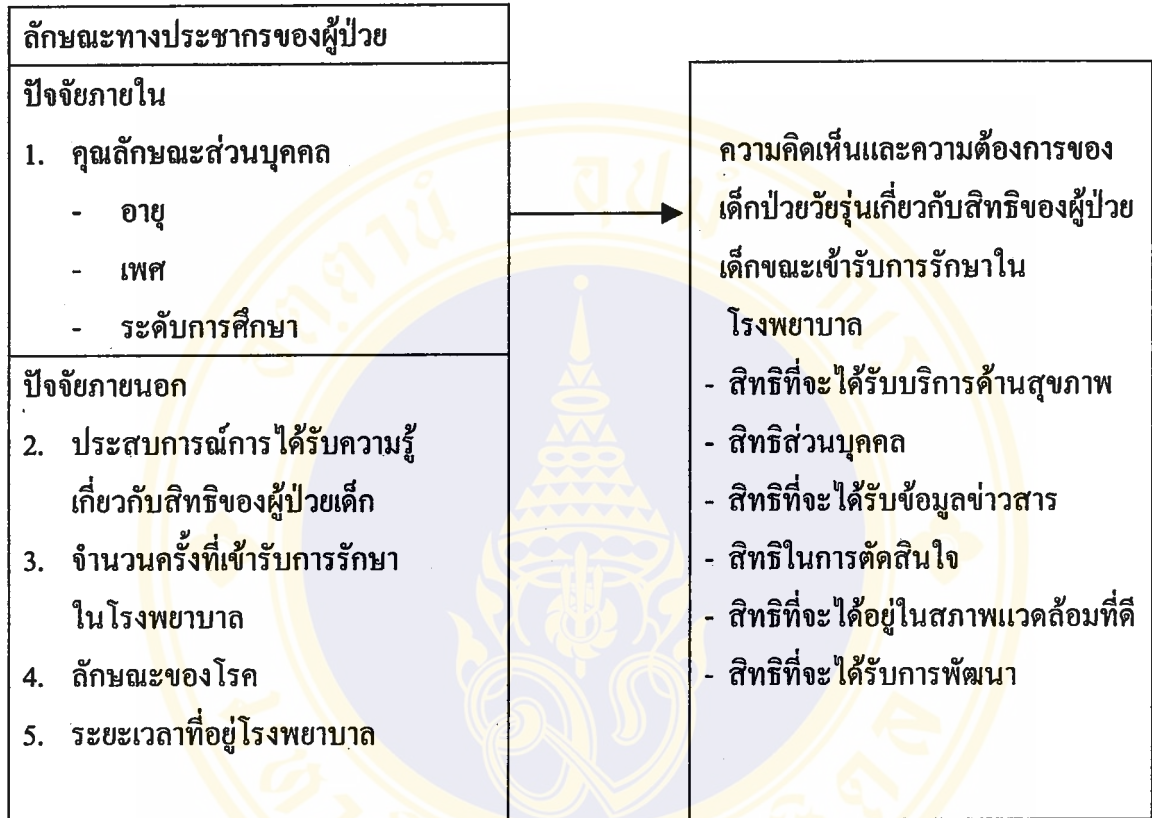 ลักษณะทางประชากรของผู้ป่วย
ปัจจัยภายใน
1. คุณลักษณะส่วนบุคคล
- อายุ
- เพศ
- ระดับการศึกษา
ปัจจัยภายนอก
2. ประสบการณ์การได้รับความรู้
เกี่ยวกับสิทธิของผู้ป่วยเด็ก
3. จำนวนครั้งที่เข้ารับการรักษา
ในโรงพยาบาล
4. ลักษณะของโรค
5. ระยะเวลาที่อยู่โรงพยาบาล
ความคิดเห็นและความต้องการของ
เด็กป่วยวัยรุ่นเกี่ยวกับสิทธิของผู้ป่วย
เด็กขณะเข้ารับการรักษาใน
โรงพยาบาล
- สิทธิที่จะได้รับบริการด้านสุขภาพ
- สิทธิส่วนบุคคล
- สิทธิที่จะได้รับข้อมูลข่าวสาร
- สิทธิในการตัดสินใจ
- สิทธิที่จะได้อยู่ในสภาพแวดล้อมที่ดี
- สิทธิที่จะได้รับการพัฒนา